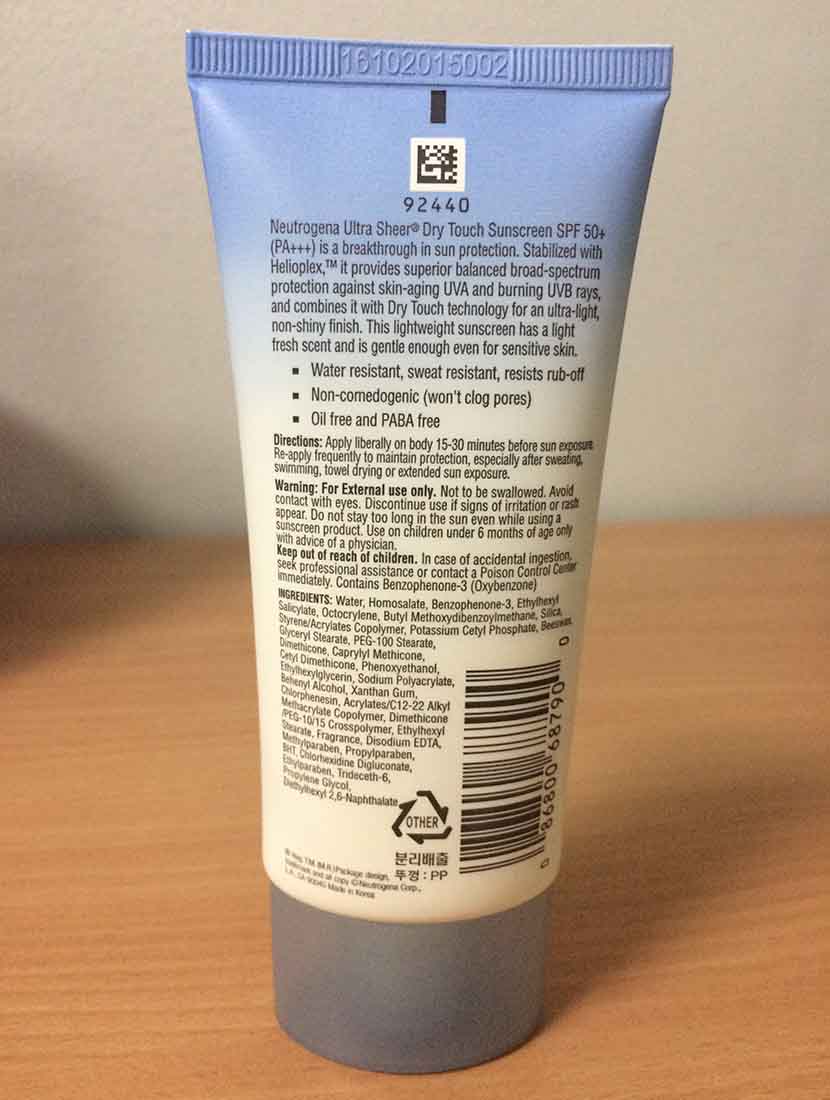 16102015002
92440
Neutrogena Ultra Sheer® Dry Touch Sunscreen SPF 50+
(PA+++) is a breakthrough in sun protection. Stabilized with
Helioplex,™ it provides superior balanced broad-spectrum
protection against skin-aging UVA and burning UVB rays,
and combines it with Dry Touch technology for an ultra-light,
non-shiny finish. This lightweight sunscreen has a light
fresh scent and is gentle enough even for sensitive skin.
▪ Water resistant, sweat resistant, resists rub-off
▪ Non-comedogenic (won't clog pores)
▪ Oil free and PABA free
Directions: Apply liberally on body 15-30 minutes before sun exposure.
Re-apply frequently to maintain protection, especially after sweating,
swimming, towel drying or extended sun exposure.
Warning: For External use only. Not to be swallowed. Avoid
contact with eyes. Discontinue use if signs of irritation or rash
appear. Do not stay too long in the sun even while using a
sunscreen product. Use on children under 6 months of age only
with advice of a physician.
Keep out of reach of children. In case of accidental ingestion,
seek professional assistance or contact a Poison Control Center
immediately. Contains Benzophenone-3 (Oxybenzone)
INGREDIENTS: Water, Homosalate, Benzophenone-3, Ethylhexyl
Salicylate, Octocrylene, Butyl Methoxydibenzoylmethane, Silica,
Styrene/Acrylates Copolymer, Potassium Cetyl Phosphate, Beeswax,
Glyceryl Stearate, PEG-100 Stearate,
Dimethicone, Caprylyl Methicone,
Cetyl Dimethicone, Phenoxyethanol,
Ethylhexylglycerin, Sodium Polyacrylate,
Behenyl Alcohol, Xanthan Gum,
Chlorphenesin, Acrylates/C12-22 Alkyl
Methacrylate Copolymer, Dimethicone
/PEG-10/15 Crosspolymer, Ethylhexyl
Stearate, Fragrance, Disodium EDTA,
Methylparaben, Propylparaben,
BHT, Chlorhexidine Digluconate,
Ethylparaben, Trideceth-6,
Propylene Glycol,
Diethylhexyl 2,6-Naphthalate
0 86800 68790 0
OTHER
분리배출
뚜껑 : PP
Package design,
trademark and all copy ©Neutrogena Corp.,
L.A., CA 90045 Made in Korea